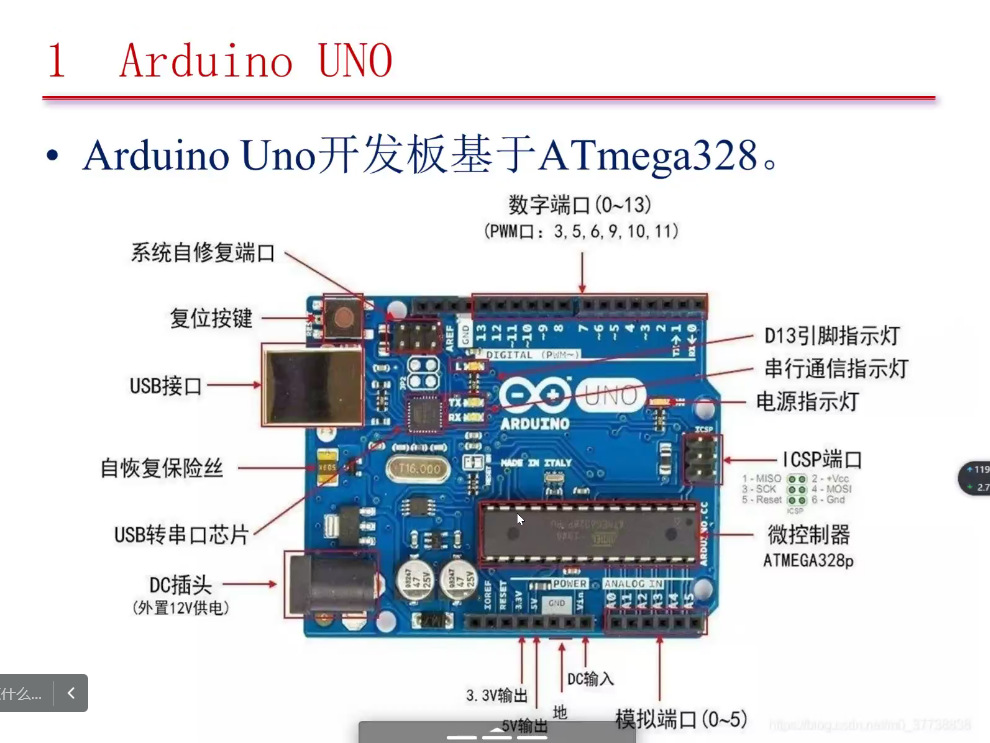 1 Arduino UNO
• Arduino Uno开发板基于ATmega328。
数字端口(0~13)
(PWM口: 3,5,6,9,10,11)
系统自修复端口
复位按键
USB接口
自恢复保险丝
USB转串口芯片
DC插头
(外置12V供电)
D13引脚指示灯
串行通信指示灯
电源指示灯
ICSP端口
1 - MISO 2 - +Vcc
3 - SCK 4 - MOSI
5 - Reset 6 - Gnd
ICSP
微控制器
ATMEGA328p
AREF
GND
13
12
~11
~10
~9
8
7
~6
~5
4
~3
2
TX→1
RX←0
DIGITAL (PWM~)
L
TX
RX
UNO
ARDUINO
ICSP
T16.000
MADE IN ITALY
ARDUINO.CC
47
25V
47
25V
IOREF
RESET
3.3V
5V
GND
Vin
POWER
ANALOG IN
A0
A1
A2
A3
A4
A5
3.3V输出
5V输出
地
DC输入
模拟端口(0~5)
什么...
119
2.7